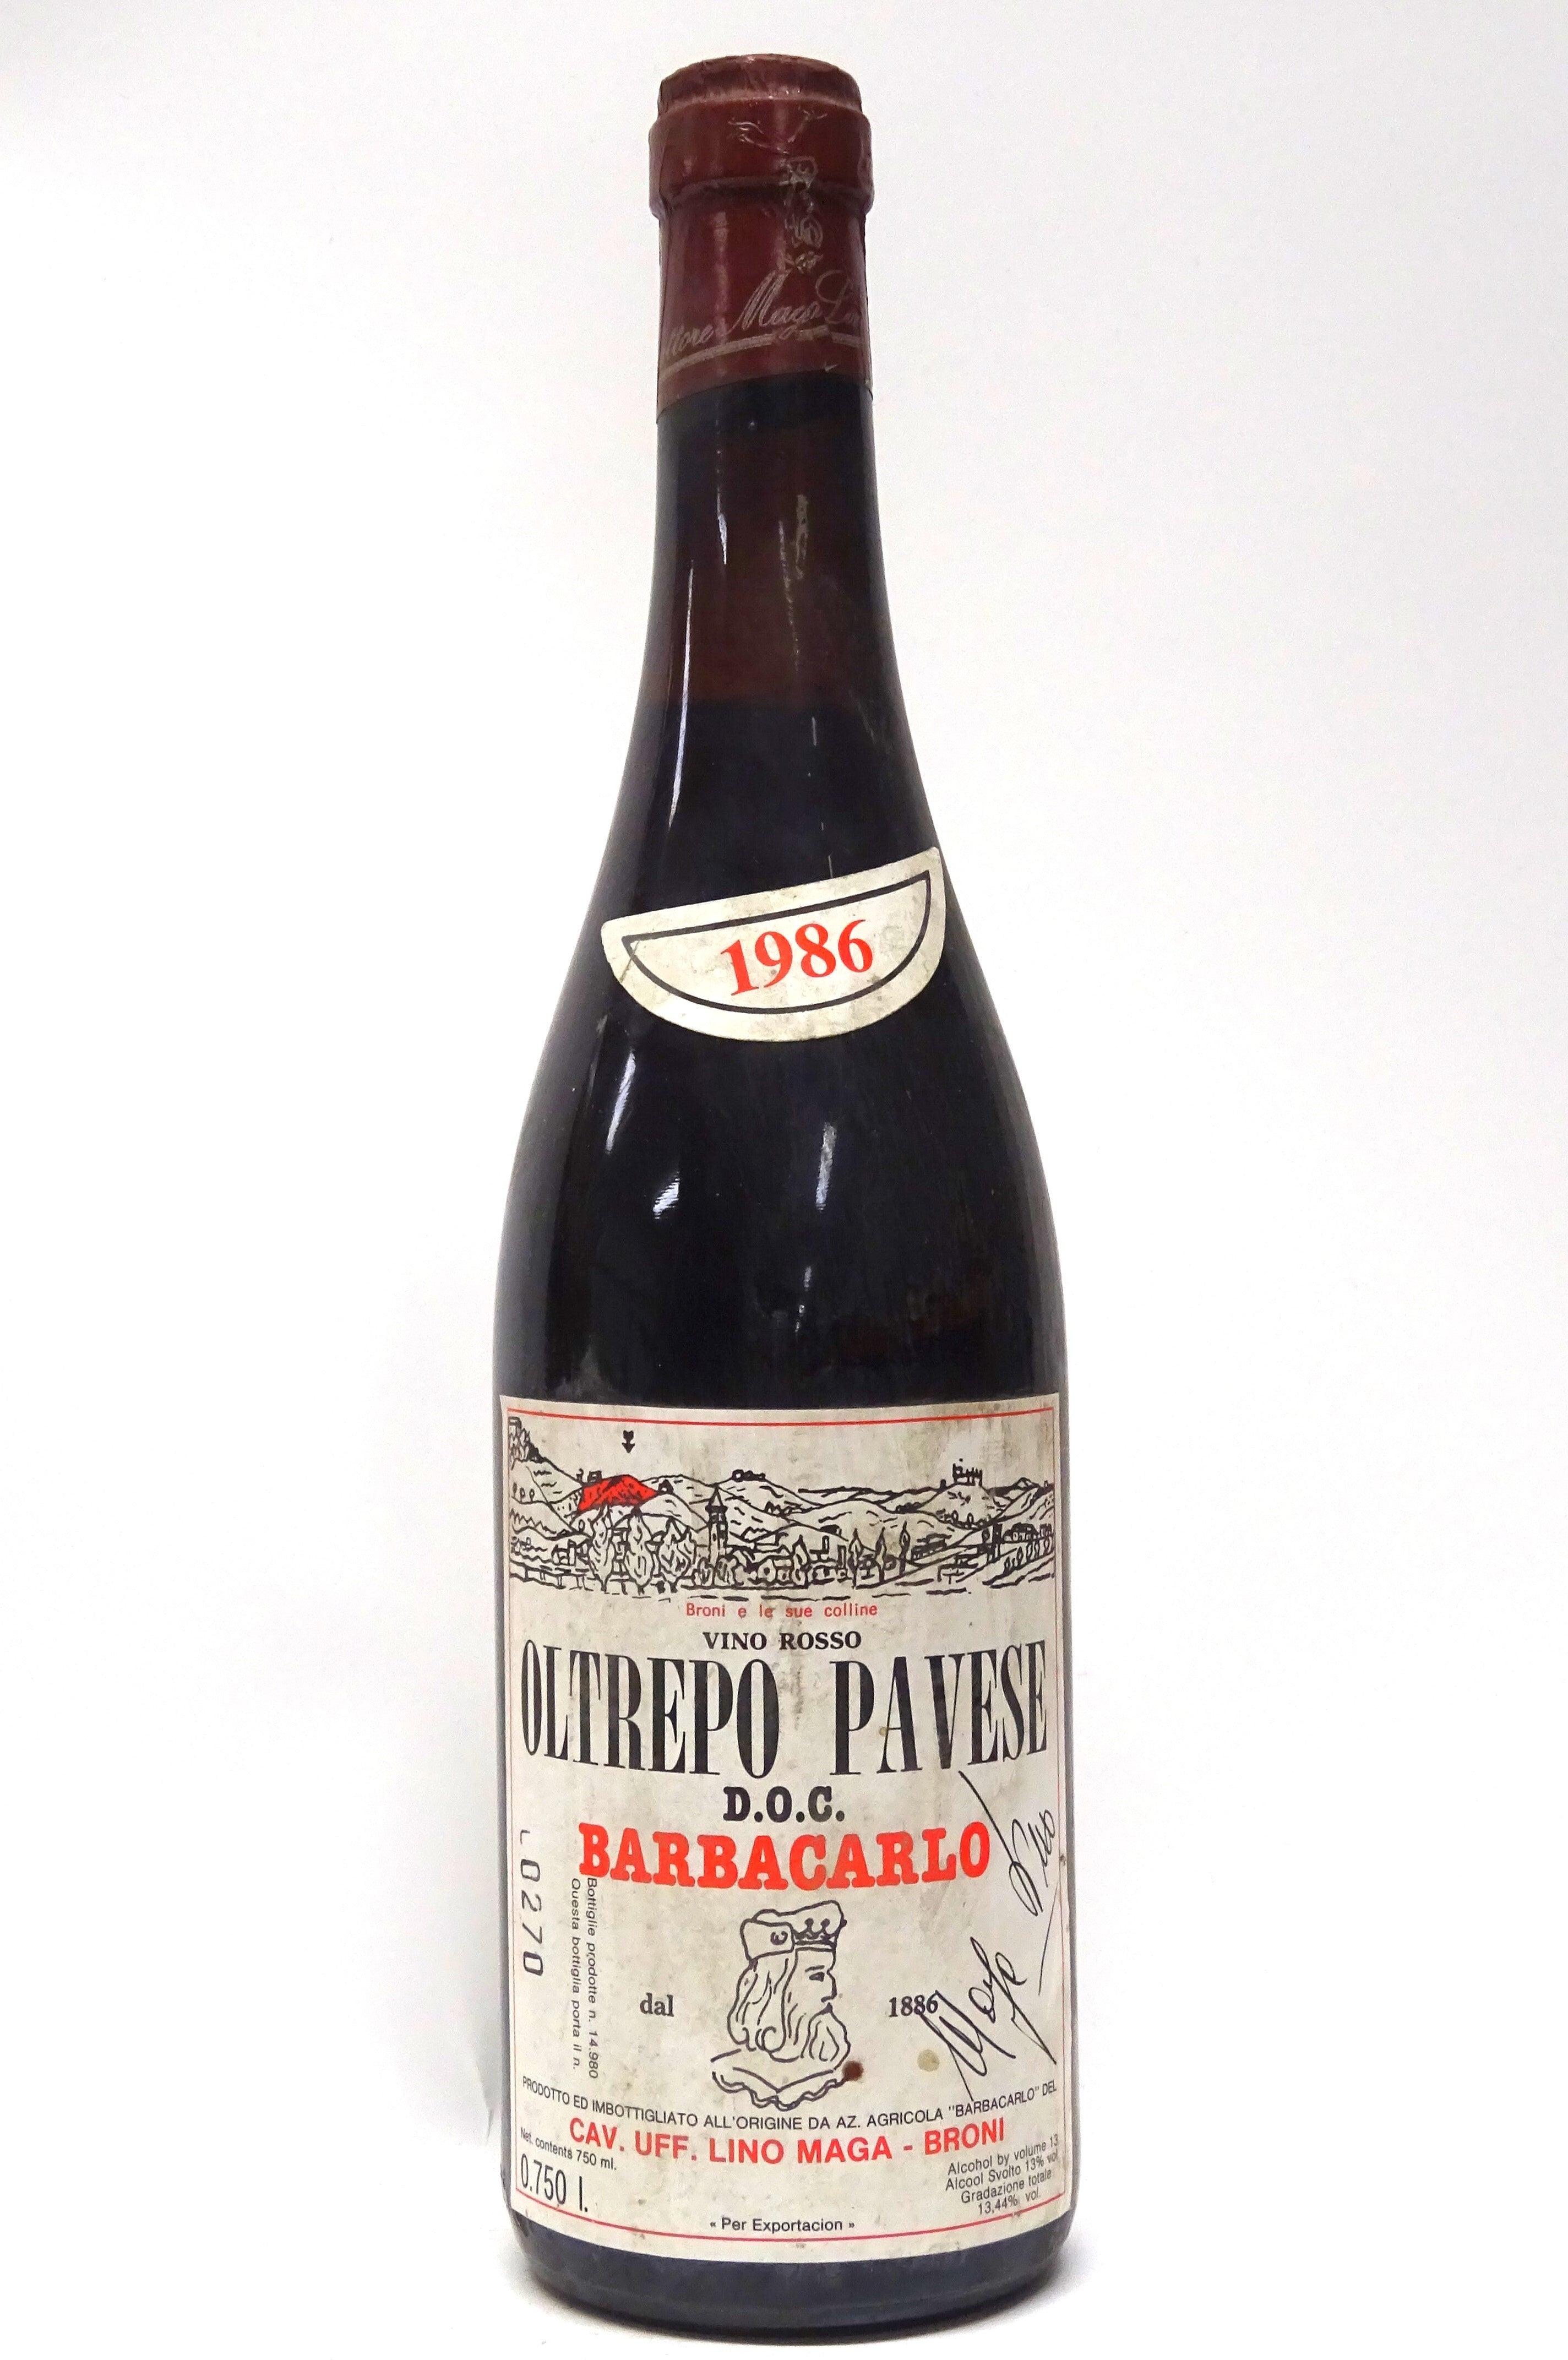 Maga
1986
Broni e le sue colline
VINO ROSSO
OLTREPO PAVESE
D.O.C.
BARBACARLO
L 0270
Bottiglie prodotte n. 14.980
Questa bottiglia porta il n.
dal
1886
Maga Lino
PRODOTTO ED IMBOTTIGLIATO ALL'ORIGINE DA AZ. AGRICOLA "BARBACARLO" DEL
CAV. UFF. LINO MAGA - BRONI
Net. contents 750 ml.
0.750 l.
Alcohol by volume 13
Alcool Svolto 13% vol
Gradazione totale
13,44% vol.
« Per Exportacion »